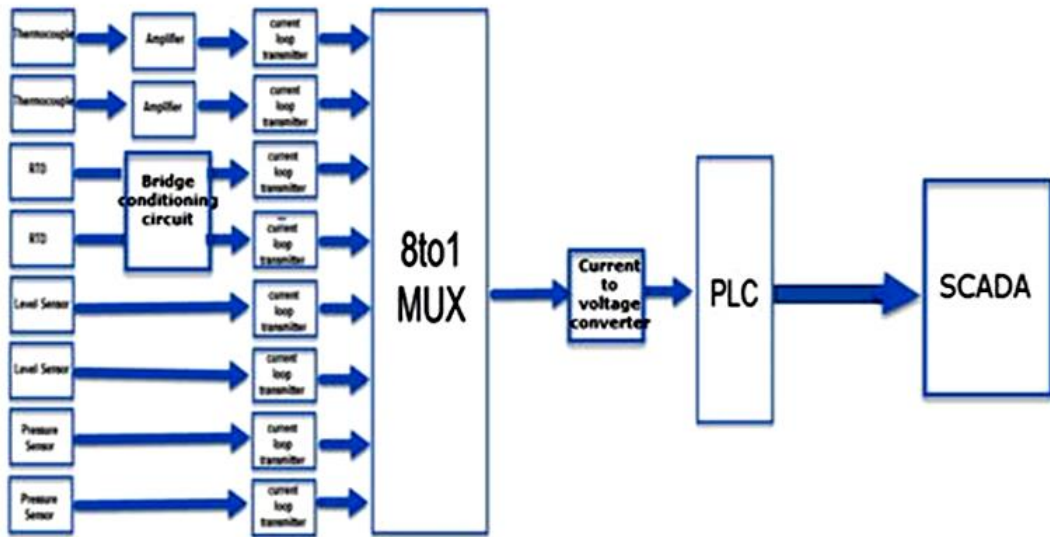 Thermocouple
Amplifier
current
loop
transmitter
Thermocouple
Amplifier
current
loop
transmitter
RTD
Bridge
conditioning
circuit
current
loop
transmitter
RTD
current
loop
transmitter
Level Sensor
current
loop
transmitter
Level Sensor
current
loop
transmitter
Pressure
Sensor
current
loop
transmitter
Pressure
Sensor
current
loop
transmitter
8to1
MUX
Current
to
voltage
converter
PLC
SCADA